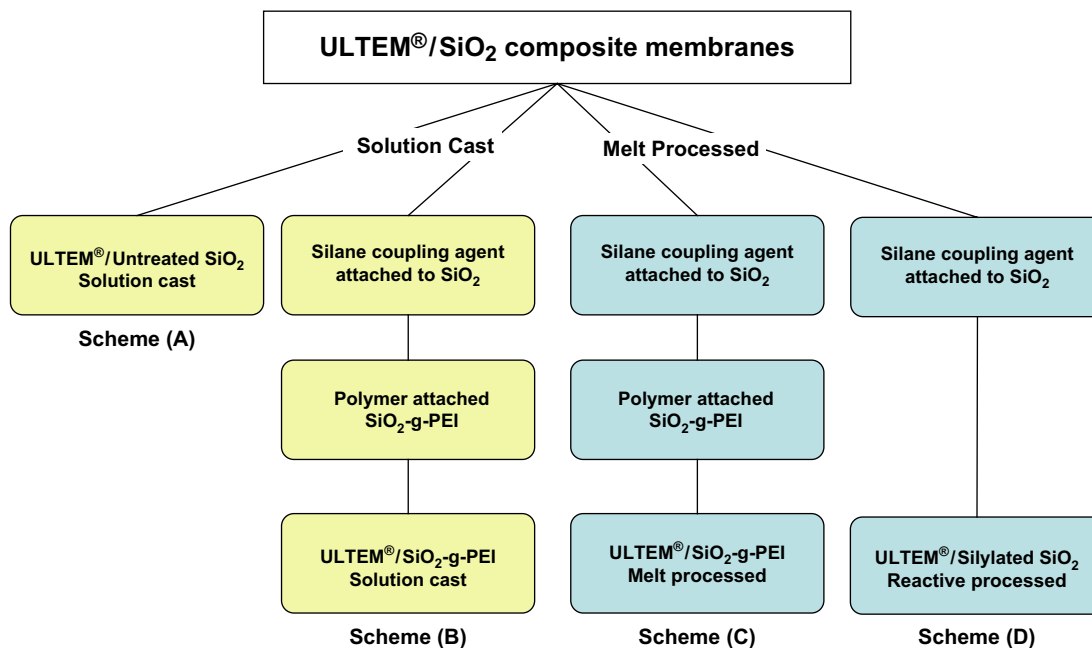 ULTEM®/SiO₂ composite membranes
Solution Cast
Melt Processed
ULTEM®/Untreated SiO₂
Solution cast
Scheme (A)
Silane coupling agent
attached to SiO₂
Polymer attached
SiO₂-g-PEI
ULTEM®/SiO₂-g-PEI
Solution cast
Scheme (B)
Silane coupling agent
attached to SiO₂
Polymer attached
SiO₂-g-PEI
ULTEM®/SiO₂-g-PEI
Melt processed
Scheme (C)
Silane coupling agent
attached to SiO₂
ULTEM®/Silylated SiO₂
Reactive processed
Scheme (D)